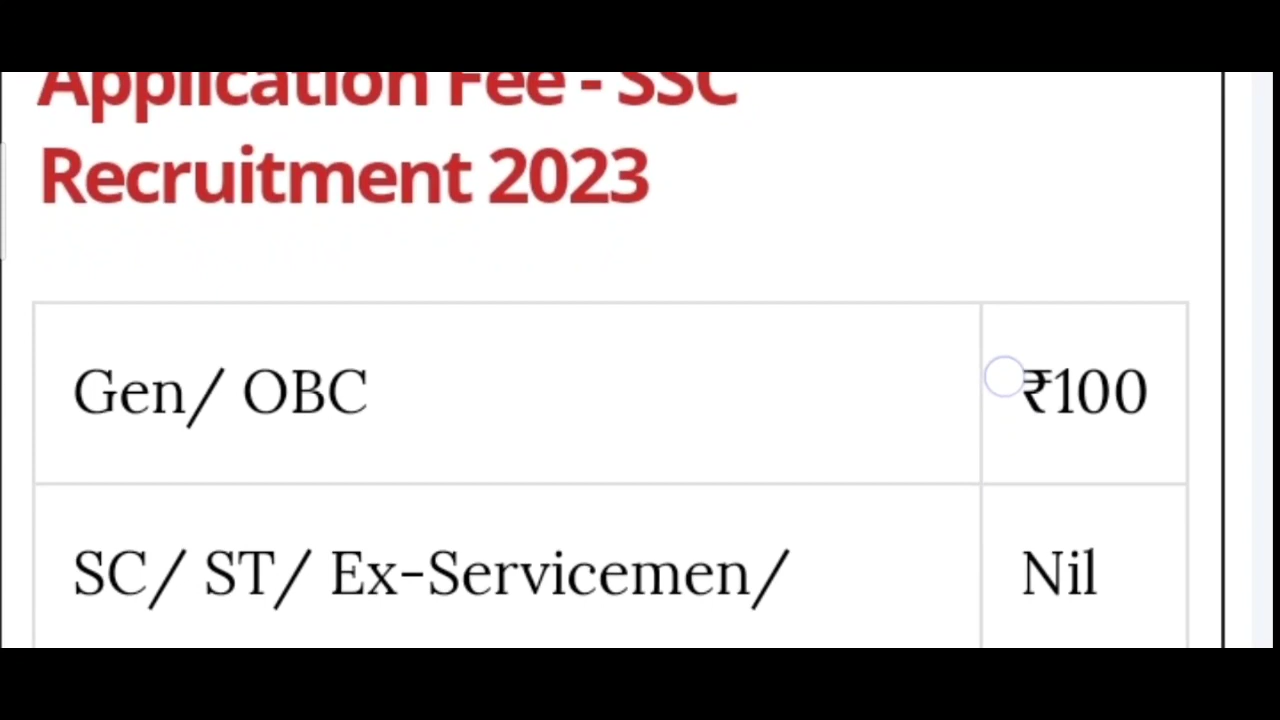 Application Fee - SSC
Recruitment 2023
Gen/ OBC ₹100
SC/ ST/ Ex-Servicemen/ Nil